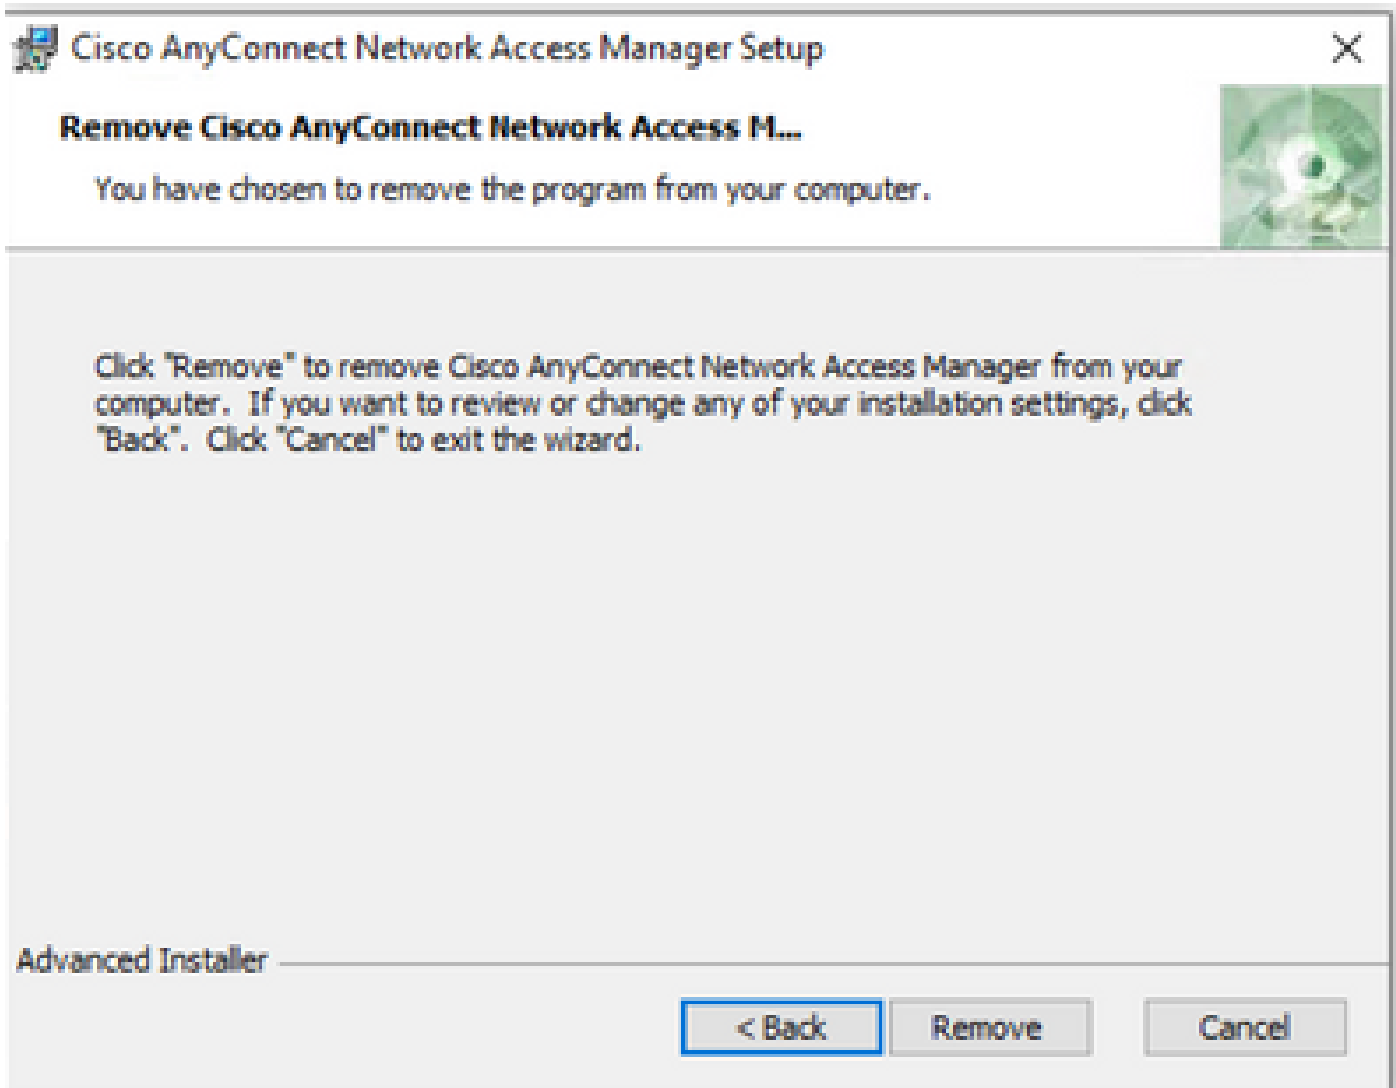 Cisco AnyConnect Network Access Manager Setup
Remove Cisco AnyConnect Network Access M...
You have chosen to remove the program from your computer.
Click "Remove" to remove Cisco AnyConnect Network Access Manager from your
computer.  If you want to review or change any of your installation settings, click
"Back".  Click "Cancel" to exit the wizard.
Advanced Installer
< Back
Remove
Cancel